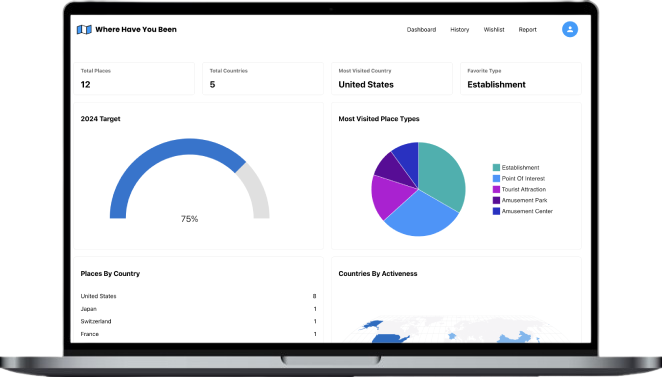 Where Have You Been
Dashboard History Wishlist Report
Total Places
12
Total Countries
5
Most Visited Country
United States
Favorite Type
Establishment
2024 Target
75%
Most Visited Place Types
Establishment
Point Of Interest
Tourist Attraction
Amusement Park
Amusement Center
Places By Country
United States 8
Japan 1
Switzerland 1
France 1
Countries By Activeness